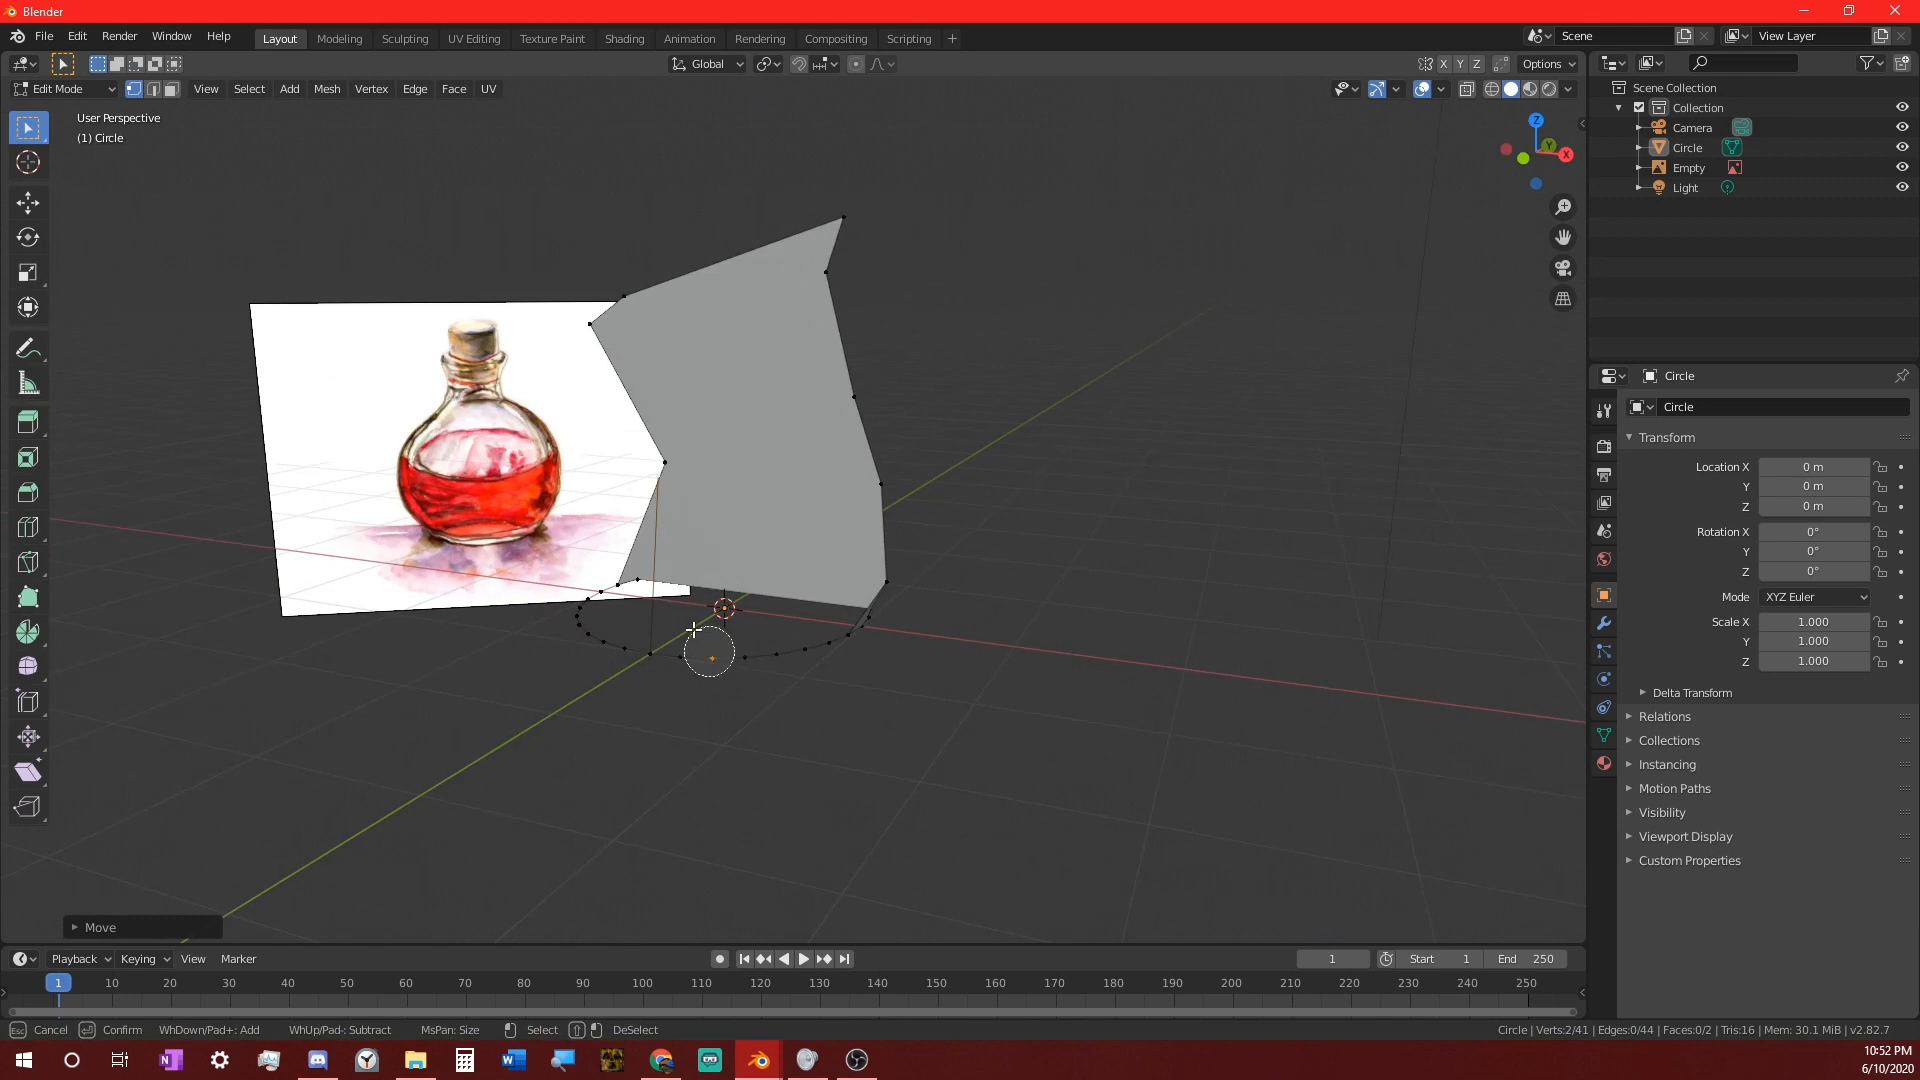 Blender
File Edit Render Window Help Layout Modeling Sculpting UV Editing Texture Paint Shading Animation Rendering Compositing Scripting + Scene View Layer
Global X Y Z Options
Edit Mode View Select Add Mesh Vertex Edge Face UV
User Perspective
(1) Circle
Z
Y
X
Scene Collection
Collection
Camera
Circle
Empty
Light
Circle
Circle
Transform
Location X 0 m
Y 0 m
Z 0 m
Rotation X 0°
Y 0°
Z 0°
Mode XYZ Euler
Scale X 1.000
Y 1.000
Z 1.000
Delta Transform
Relations
Collections
Instancing
Motion Paths
Visibility
Viewport Display
Custom Properties
Move
Playback Keying View Marker 1 Start 1 End 250
1 10 20 30 40 50 60 70 80 90 100 110 120 130 140 150 160 170 180 190 200 210 220 230 240 250
Esc Cancel Confirm WhDown/Pad+: Add WhUp/Pad-: Subtract MsPan: Size Select DeSelect Circle | Verts:2/41 | Edges:0/44 | Faces:0/2 | Tris:16 | Mem: 30.1 MiB | v2.82.7
N W
10:52 PM
6/10/2020